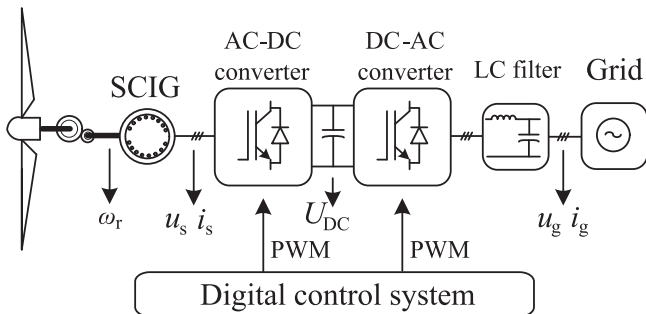 AC-DC
converter
DC-AC
converter
LC filter
Grid
SCIG
ωr
us is
UDC
ug ig
PWM
PWM
Digital control system